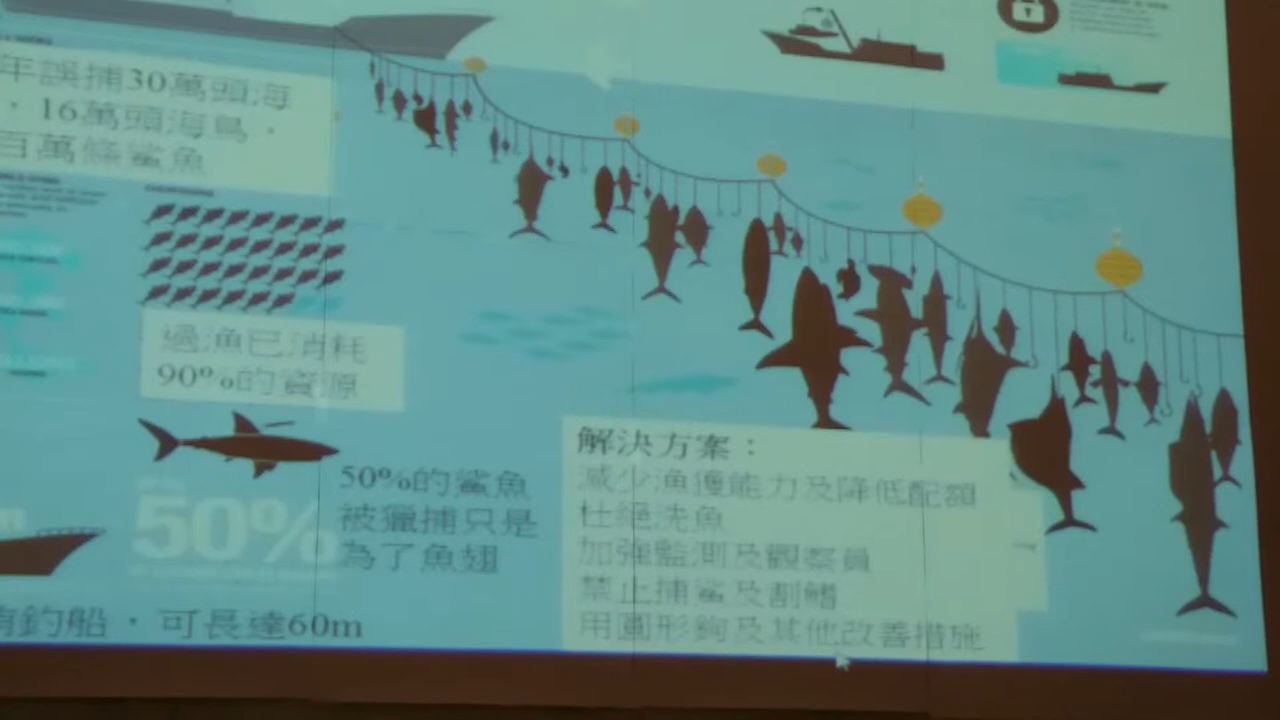 年誤捕30萬頭海
、16萬頭海鳥，
百萬條鯊魚
過漁已消耗
90%的資源
50%
50%的鯊魚
被獵捕只是
為了魚翅
釣船，可長達60m
解決方案：
減少漁獲能力及降低配額
杜絕洗魚
加強監測及觀察員
禁止捕鯊及割鰭
用圓形鉤及其他改善措施